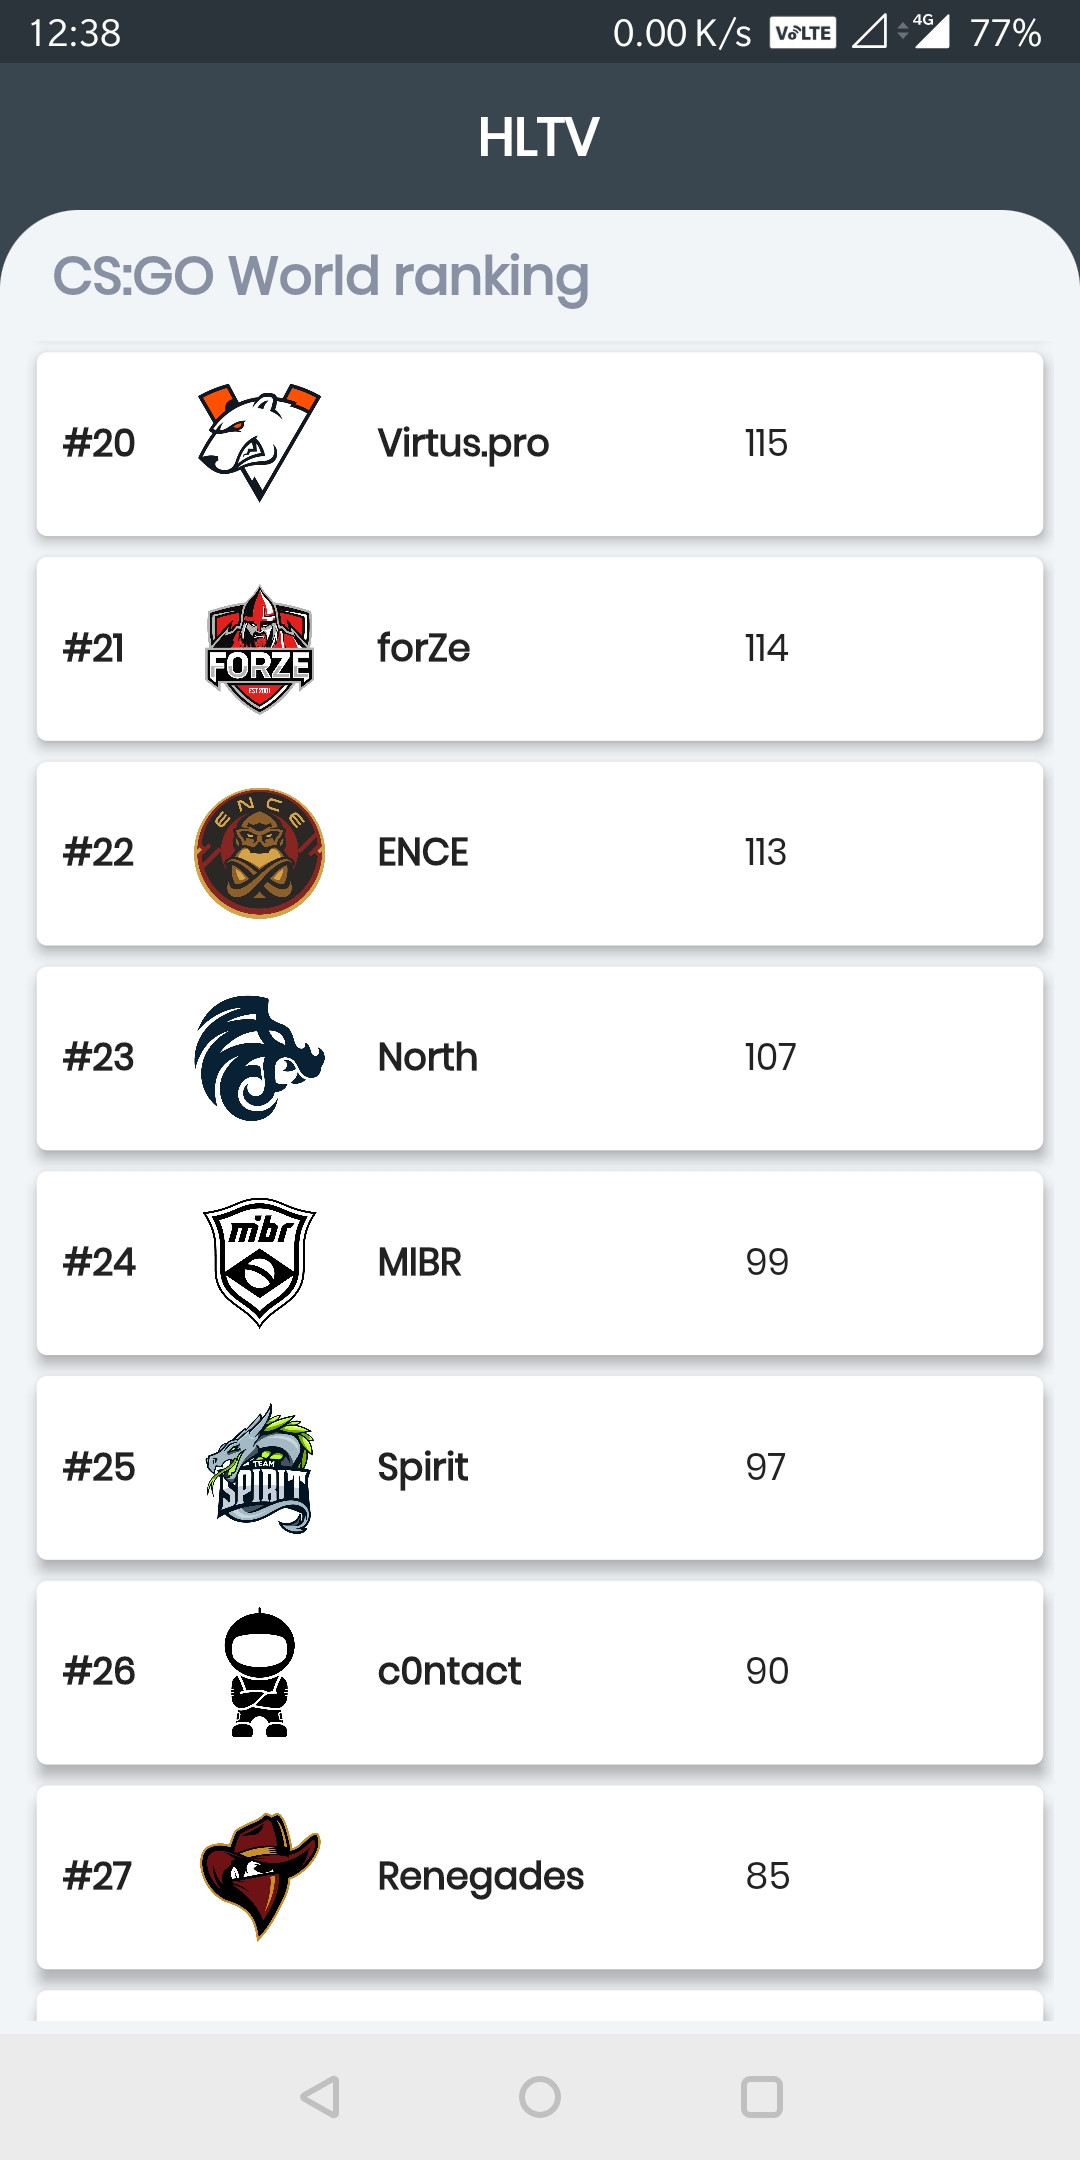 12:38 0.00 K/s VoLTE 4G 77%
HLTV
CS:GO World ranking
#20 Virtus.pro 115
#21 FORZE EST 2001 forZe 114
#22 ENCE ENCE 113
#23 North 107
#24 mibr MIBR 99
#25 TEAM SPIRIT Spirit 97
#26 c0ntact 90
#27 Renegades 85